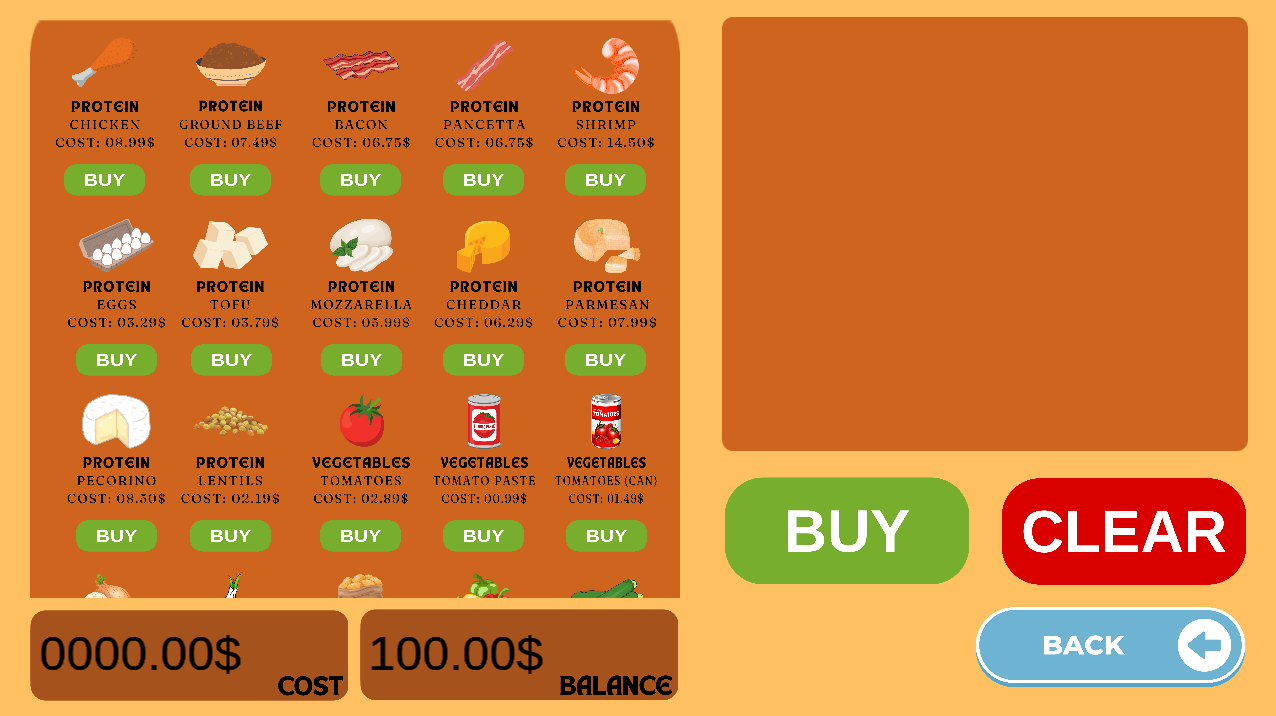 PROTEIN PROTEIN PROTEIN PROTEIN PROTEIN
CHICKEN GROUND BEEF BACON PANCETTA SHRIMP
COST: 08.99$ COST: 07.49$ COST: 06.75$ COST: 06.75$ COST: 14.50$
BUY BUY BUY BUY BUY
PROTEIN PROTEIN PROTEIN PROTEIN PROTEIN
EGGS TOFU MOZZARELLA CHEDDAR PARMESAN
COST: 03.29$ COST: 03.79$ COST: 05.99$ COST: 06.29$ COST: 07.99$
BUY BUY BUY BUY BUY
TOMATOES
PROTEIN PROTEIN VEGETABLES VEGETABLES VEGETABLES
PECORINO LENTILS TOMATOES TOMATO PASTE TOMATOES (CAN)
COST: 08.50$ COST: 02.19$ COST: 02.89$ COST: 00.99$ COST: 01.49$
BUY BUY BUY BUY BUY
0000.00$
COST
100.00$
BALANCE
BUY
CLEAR
BACK